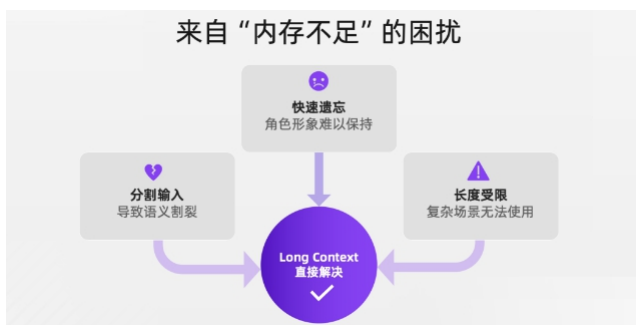 来自“内存不足”的困扰
快速遗忘
角色形象难以保持
分割输入
导致语义割裂
长度受限
复杂场景无法使用
Long Context
直接解决